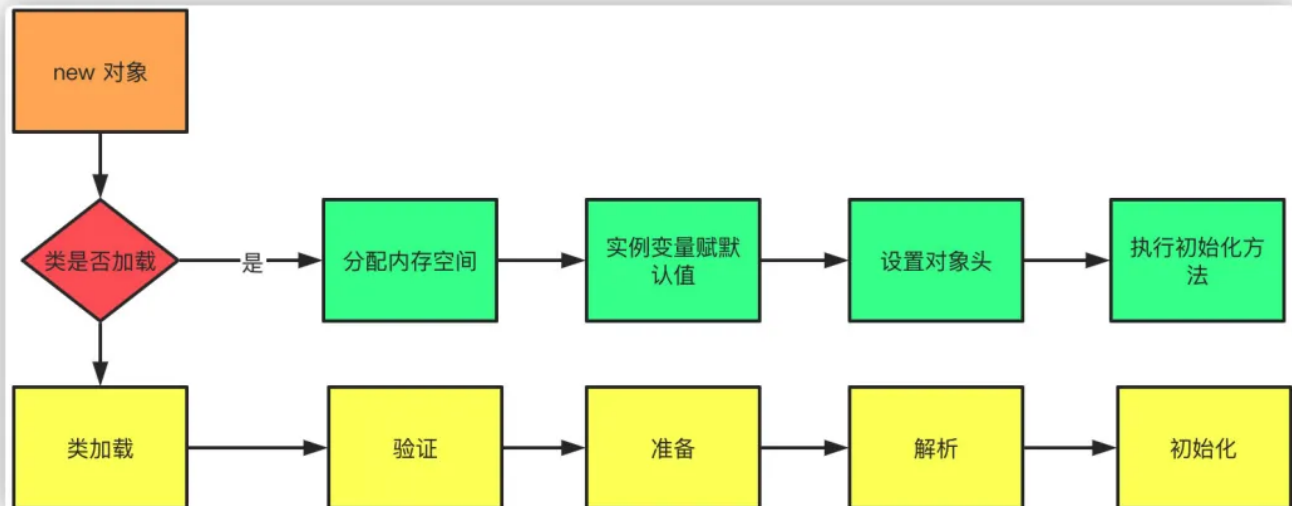 new 对象
类是否加载
是
分配内存空间
实例变量赋默
认值
设置对象头
执行初始化方
法
类加载
验证
准备
解析
初始化